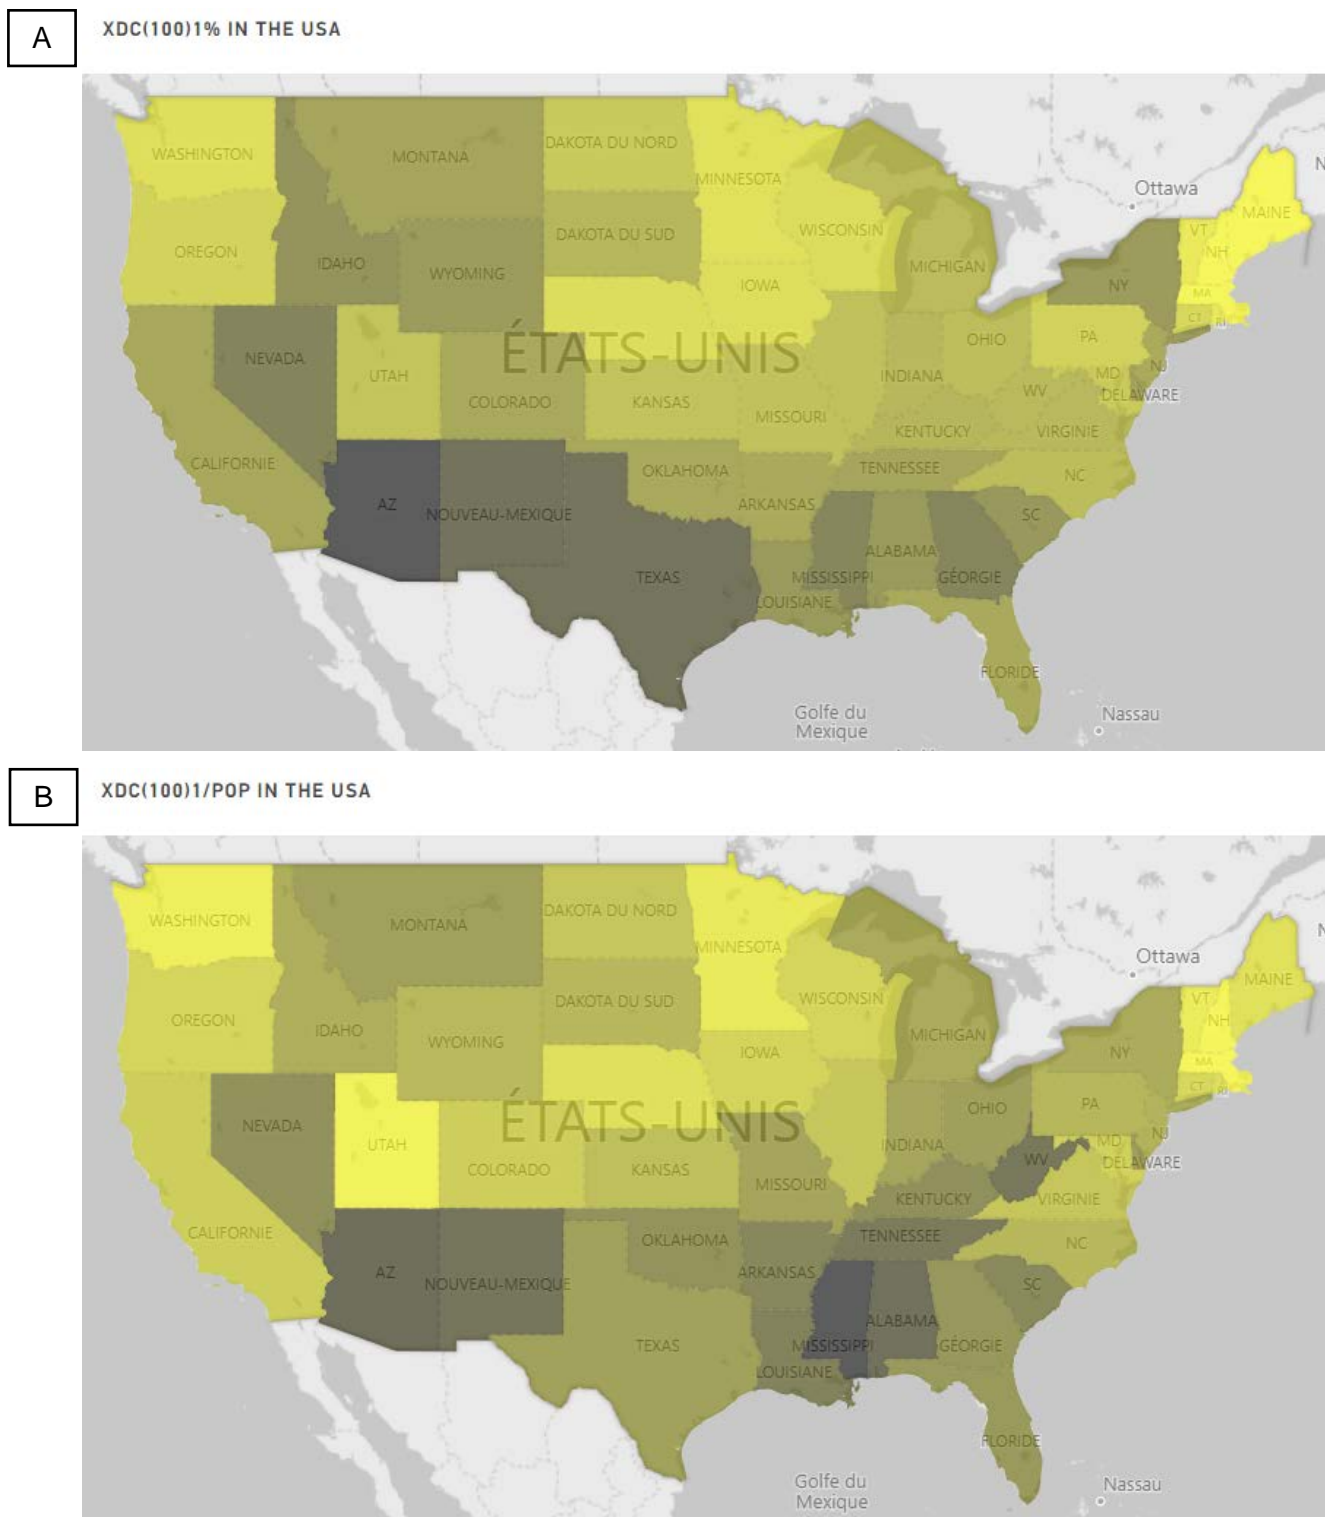 A
XDC(100)1% IN THE USA
WASHINGTON
MONTANA
DAKOTA DU NORD
MINNESOTA
Ottawa
N
MAINE
OREGON
IDAHO
WYOMING
DAKOTA DU SUD
WISCONSIN
MICHIGAN
VT
NH
NY
MA
IOWA
CT
RI
NEVADA
UTAH
ÉTATS-UNIS
OHIO
PA
COLORADO
KANSAS
INDIANA
MD
NJ
WV
DELAWARE
MISSOURI
KENTUCKY
VIRGINIE
CALIFORNIE
OKLAHOMA
TENNESSEE
NC
AZ
NOUVEAU-MEXIQUE
ARKANSAS
SC
ALABAMA
TEXAS
MISSISSIPPI
GÉORGIE
LOUISIANE
FLORIDE
Golfe du
Mexique
Nassau
B
XDC(100)1/POP IN THE USA
WASHINGTON
MONTANA
DAKOTA DU NORD
MINNESOTA
Ottawa
N
MAINE
OREGON
IDAHO
WYOMING
DAKOTA DU SUD
WISCONSIN
MICHIGAN
VT
NH
NY
MA
IOWA
CT
RI
NEVADA
UTAH
ÉTATS-UNIS
OHIO
PA
COLORADO
KANSAS
INDIANA
MD
NJ
WV
DELAWARE
MISSOURI
KENTUCKY
VIRGINIE
CALIFORNIE
OKLAHOMA
TENNESSEE
NC
AZ
NOUVEAU-MEXIQUE
ARKANSAS
SC
ALABAMA
TEXAS
MISSISSIPPI
GÉORGIE
LOUISIANE
FLORIDE
Golfe du
Mexique
Nassau